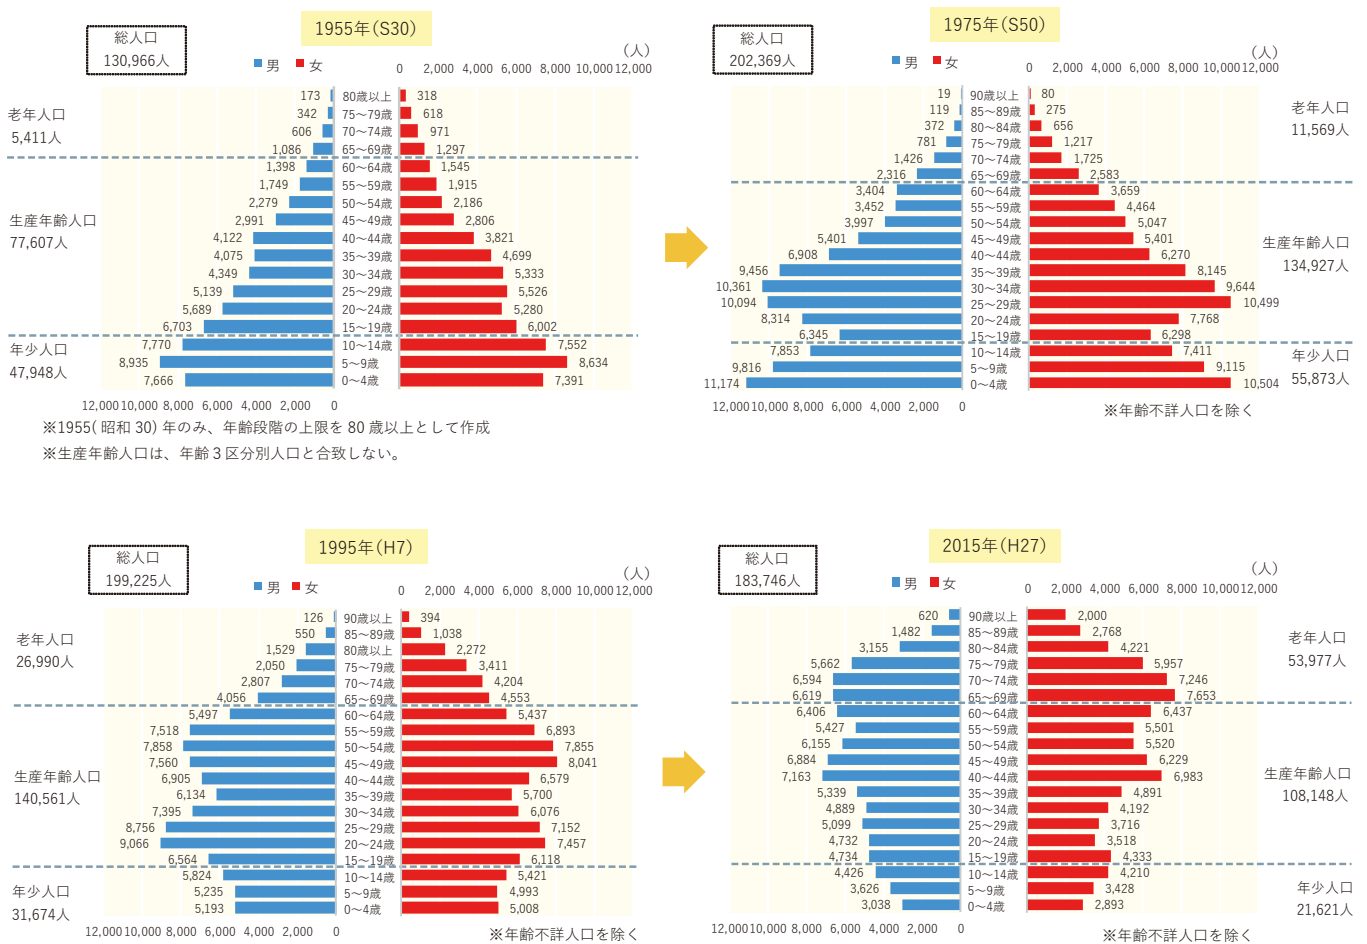 1955年（S30）
総人口
130,966人
男 女
（人）
0 2,000 4,000 6,000 8,000 10,000 12,000
老年人口
5,411人
生産年齢人口
77,607人
年少人口
47,948人
173 80歳以上 318
342 75～79歳 618
606 70～74歳 971
1,086 65～69歳 1,297
1,398 60～64歳 1,545
1,749 55～59歳 1,915
2,279 50～54歳 2,186
2,991 45～49歳 2,806
4,122 40～44歳 3,821
4,075 35～39歳 4,699
4,349 30～34歳 5,333
5,139 25～29歳 5,526
5,689 20～24歳 5,280
6,703 15～19歳 6,002
7,770 10～14歳 7,552
8,935 5～9歳 8,634
7,666 0～4歳 7,391
12,000 10,000 8,000 6,000 4,000 2,000 0
※1955( 昭和 30) 年のみ、年齢段階の上限を 80 歳以上として作成
※生産年齢人口は、年齢 3 区分別人口と合致しない。
1975年（S50）
総人口
202,369人
男 女
（人）
0 2,000 4,000 6,000 8,000 10,000 12,000
老年人口
11,569人
生産年齢人口
134,927人
年少人口
55,873人
19 90歳以上 80
119 85～89歳 275
372 80～84歳 656
781 75～79歳 1,217
1,426 70～74歳 1,725
2,316 65～69歳 2,583
3,404 60～64歳 3,659
3,452 55～59歳 4,464
3,997 50～54歳 5,047
5,401 45～49歳 5,401
6,908 40～44歳 6,270
9,456 35～39歳 8,145
10,361 30～34歳 9,644
10,094 25～29歳 10,499
8,314 20～24歳 7,768
6,345 15～19歳 6,298
7,853 10～14歳 7,411
9,816 5～9歳 9,115
11,174 0～4歳 10,504
12,000 10,000 8,000 6,000 4,000 2,000 0
※年齢不詳人口を除く
1995年（H7）
総人口
199,225人
男 女
（人）
0 2,000 4,000 6,000 8,000 10,000 12,000
老年人口
26,990人
生産年齢人口
140,561人
年少人口
31,674人
126 90歳以上 394
550 85～89歳 1,038
1,529 80歳以上 2,272
2,050 75～79歳 3,411
2,807 70～74歳 4,204
4,056 65～69歳 4,553
5,497 60～64歳 5,437
7,518 55～59歳 6,893
7,858 50～54歳 7,855
7,560 45～49歳 8,041
6,905 40～44歳 6,579
6,134 35～39歳 5,700
7,395 30～34歳 6,076
8,756 25～29歳 7,152
9,066 20～24歳 7,457
6,564 15～19歳 6,118
5,824 10～14歳 5,421
5,235 5～9歳 4,993
5,193 0～4歳 5,008
12,000 10,000 8,000 6,000 4,000 2,000 0
※年齢不詳人口を除く
2015年（H27）
総人口
183,746人
男 女
（人）
0 2,000 4,000 6,000 8,000 10,000 12,000
老年人口
53,977人
生産年齢人口
108,148人
年少人口
21,621人
620 90歳以上 2,000
1,482 85～89歳 2,768
3,155 80～84歳 4,221
5,662 75～79歳 5,957
6,594 70～74歳 7,246
6,619 65～69歳 7,653
6,406 60～64歳 6,437
5,427 55～59歳 5,501
6,155 50～54歳 5,520
6,884 45～49歳 6,229
7,163 40～44歳 6,983
5,339 35～39歳 4,891
4,889 30～34歳 4,192
5,099 25～29歳 3,716
4,732 20～24歳 3,518
4,734 15～19歳 4,333
4,426 10～14歳 4,210
3,626 5～9歳 3,428
3,038 0～4歳 2,893
12,000 10,000 8,000 6,000 4,000 2,000 0
※年齢不詳人口を除く